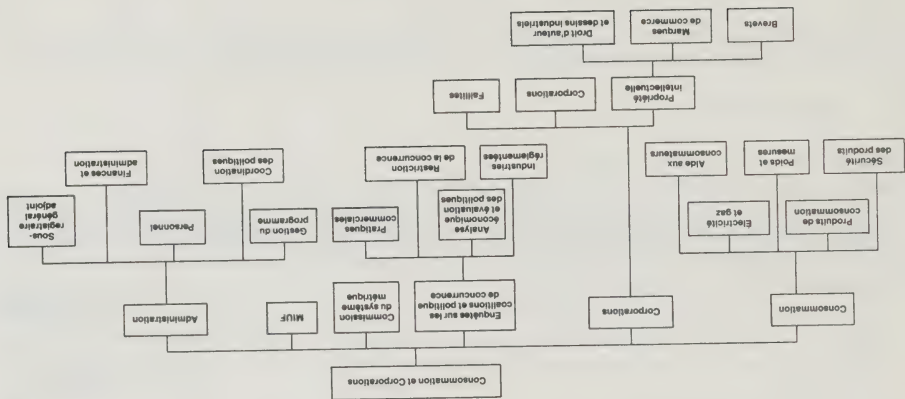 Consommation et Corporations
Consommation
Corporations
Enquêtes sur les
coalitions et politique
de concurrence
Commission
du système
métrique
MIUF
Administration
Produits de
consommation
Électricité
et gaz
Sécurité
des produits
Poids et
mesures
Aide aux
consommateurs
Analyse
économique
et évaluation
des politiques
Pratiques
commerciales
Industries
réglementées
Restriction
de la concurrence
Gestion du
programme
Personnel
Sous-
registraire
général
adjoint
Coordination
des politiques
Finances et
administration
Propriété
intellectuelle
Corporations
Faillites
Brevets
Marques
de commerce
Droit d'auteur
et dessins industriels